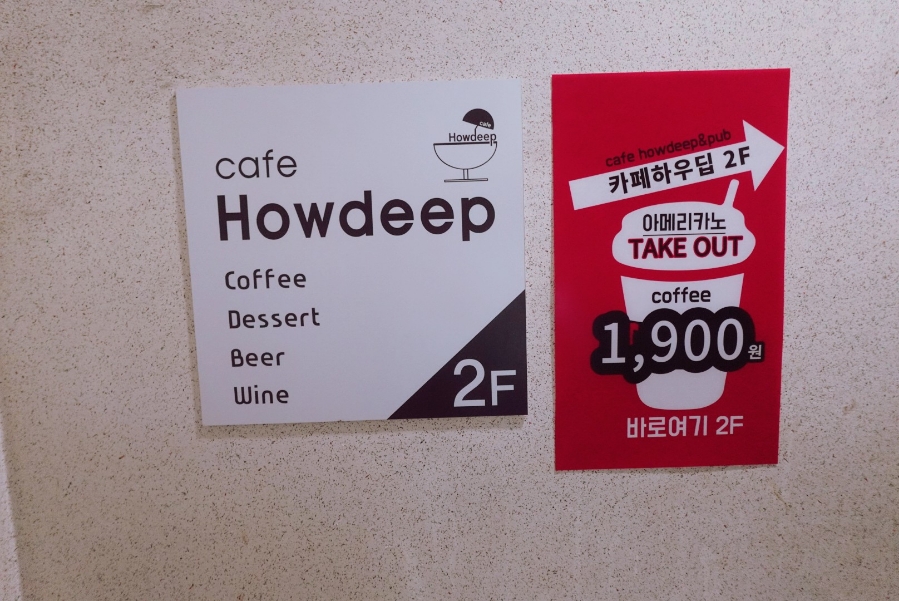 cafe
Howdeep
cafe
Howdeep
Coffee
Dessert
Beer
Wine
2F
cafe howdeep&pub
카페하우딥 2F
아메리카노
TAKE OUT
coffee
1,900원
바로여기 2F